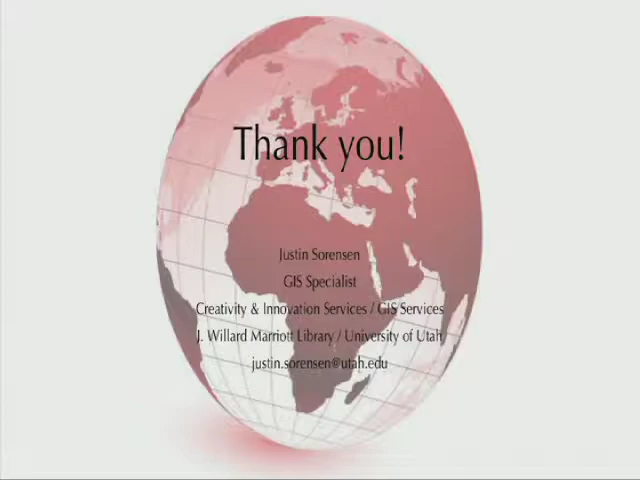 Thank you!
Justin Sorensen
GIS Specialist
Creativity & Innovation Services / GIS Services
J. Willard Marriott Library / University of Utah
justin.sorensen@utah.edu